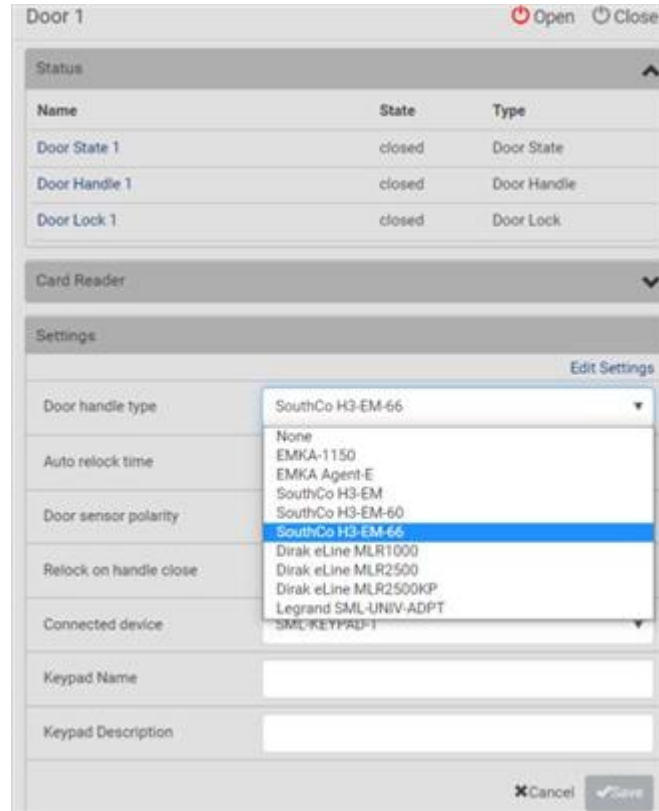 Door 1 Open Close
Status
Name State Type
Door State 1 closed Door State
Door Handle 1 closed Door Handle
Door Lock 1 closed Door Lock
Card Reader
Settings
Edit Settings
Door handle type SouthCo H3-EM-66
None
EMKA-1150
Auto relock time
EMKA Agent-E
SouthCo H3-EM
Door sensor polarity
SouthCo H3-EM-60
SouthCo H3-EM-66
Dirak eLine MLR1000
Relock on handle close
Dirak eLine MLR2500
Dirak eLine MLR2500KP
Legrand SML-UNIV-ADPT
Connected device SML-KEYPAD-1
Keypad Name
Keypad Description
Cancel Save